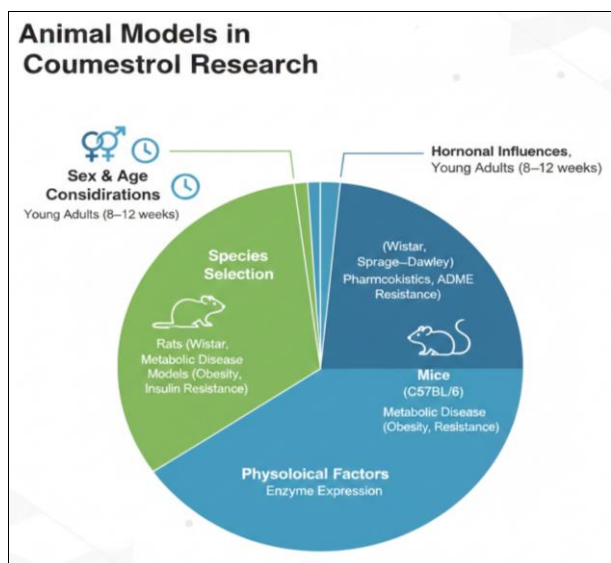 Animal Models in
Coumestrol Research
Sex & Age
Considirations
Young Adults (8–12 weeks)
Hornonal Influences,
Young Adults (8–12 weeks)
Species
Selection
Rats (Wistar,
Metabolic Disease
Models (Obesity,
Insulin Resistance)
(Wistar,
Sprage–Dawley)
Pharmcokistics, ADME
Resistance)
Mice
(C57BL/6)
Metabolic Disease
(Obesity, Resistance)
Physoloical Factors
Enzyme Expression